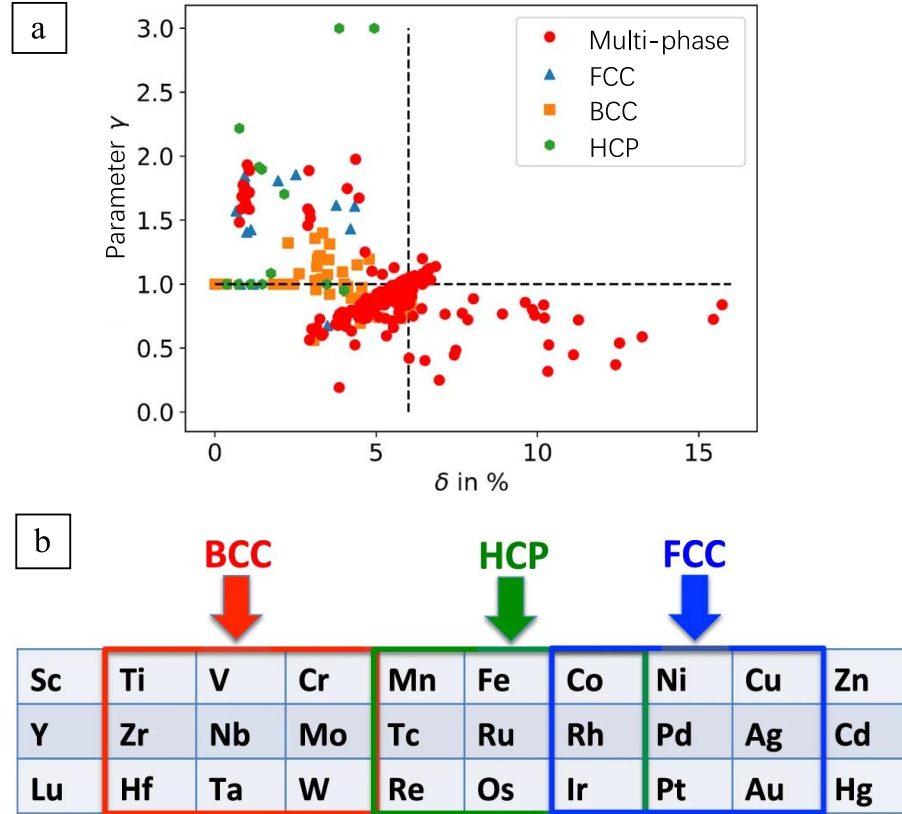 a
Parameter γ
3.0
2.5
2.0
1.5
1.0
0.5
0.0
0 5 10 15
δ in %
Multi-phase
FCC
BCC
HCP
b
BCC HCP FCC
Sc Ti V Cr Mn Fe Co Ni Cu Zn
Y Zr Nb Mo Tc Ru Rh Pd Ag Cd
Lu Hf Ta W Re Os Ir Pt Au Hg